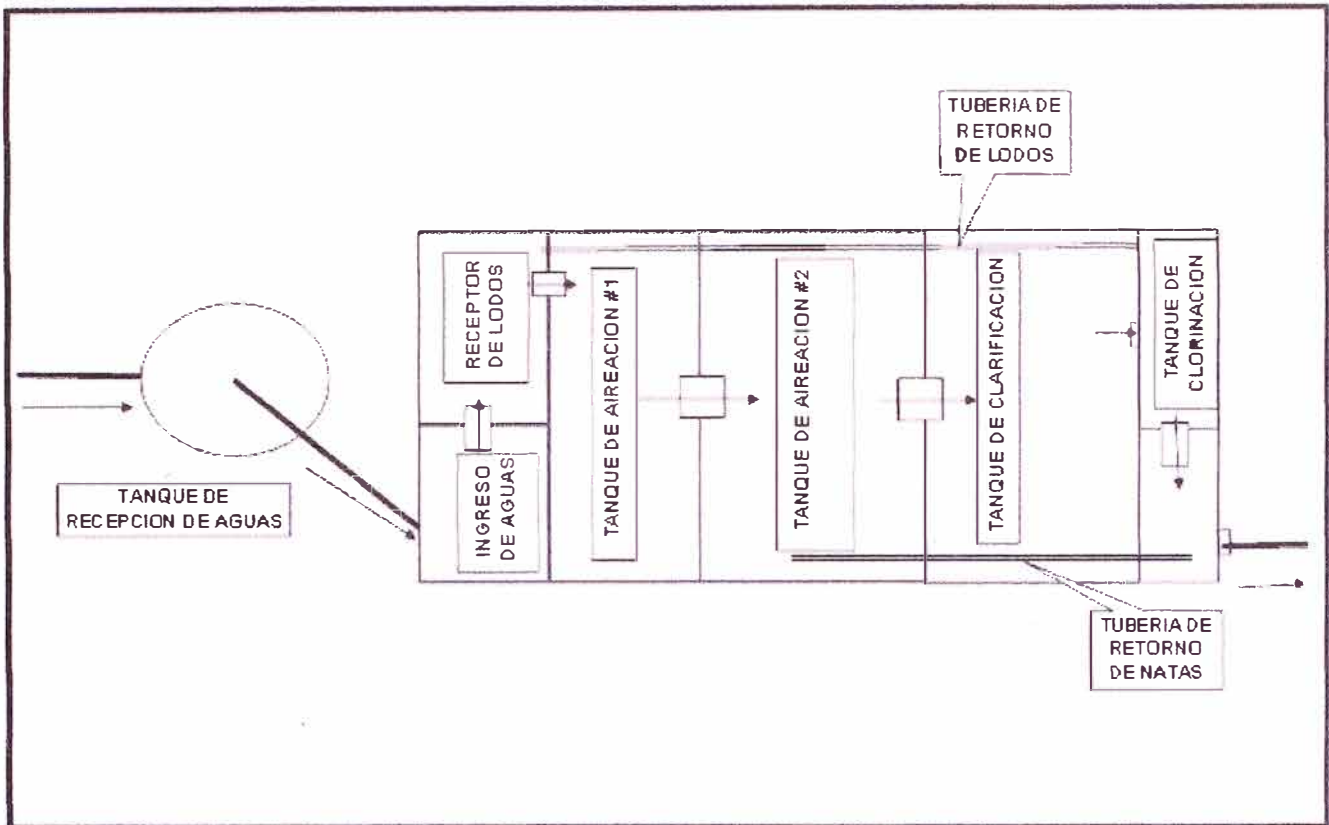 TUBERIA DE
RETORNO
DE LODOS
RECEPTOR
DE LODOS
INGRESO
DE AGUAS
TANQUE DE AIREACION #1
TANQUE DE AIREACION #2
TANQUE DE CLARIFICACION
TANQUE DE
CLORINACION
TANQUE DE
RECEPCION DE AGUAS
TUBERIA DE
RETORNO
DE NATAS